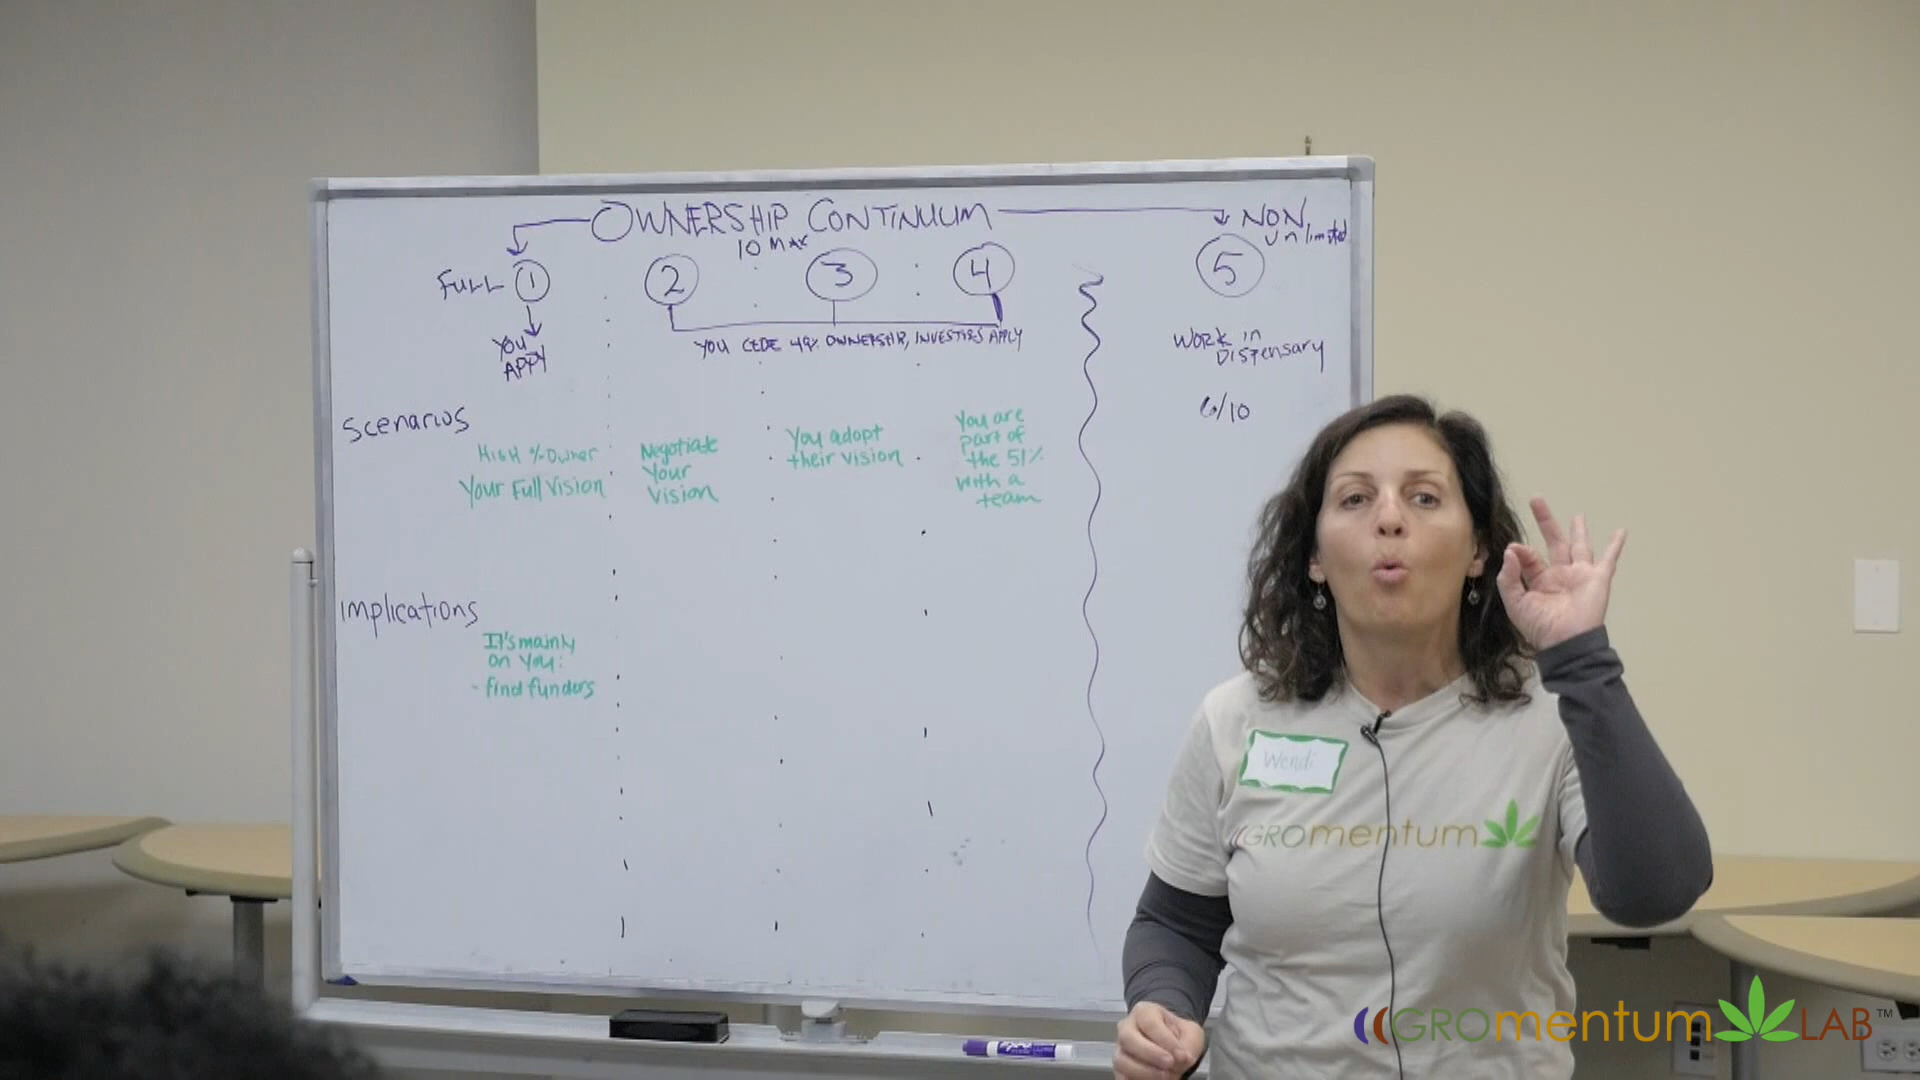 OWNERSHIP CONTINUUM
NON
Unlimited
10 MAX
FULL 1
2
3
4
5
YOU
APPLY
YOU CEDE 49% OWNERSHIP, INVESTORS APPLY
WORK in
Dispensary
6/10
Scenarios
High % owner
Your Full Vision
Negotiate
Your
Vision
You adopt
their vision
You are
part of
the 51%
with a
team
Implications
It's mainly
on you:
- find funders
Wendi
GROmentum
GROmentum LAB™